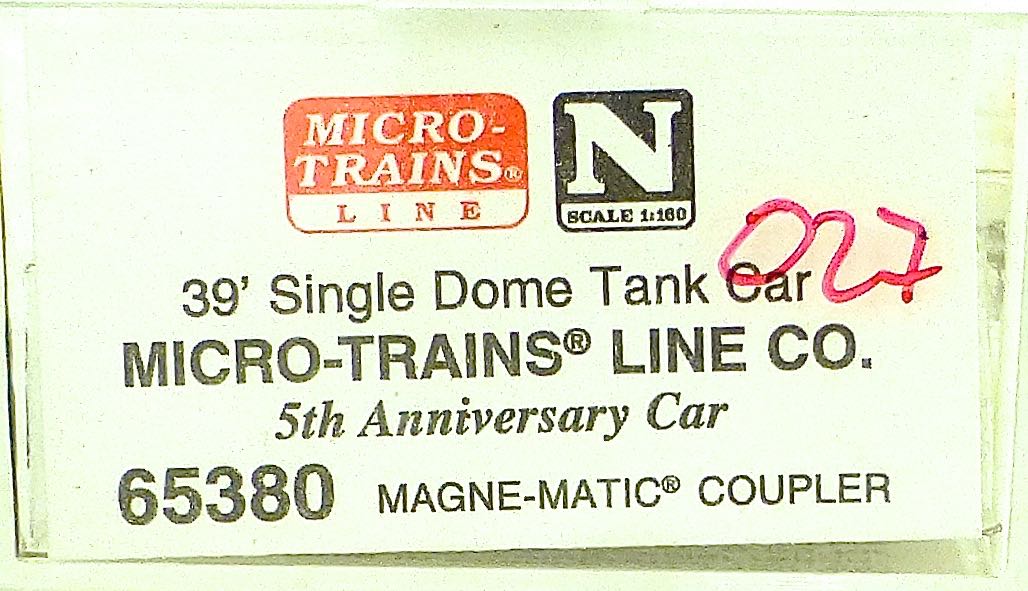 MICRO-
TRAINS®
LINE
N
SCALE 1:160
027
39' Single Dome Tank Car
MICRO-TRAINS® LINE CO.
5th Anniversary Car
65380 MAGNE-MATIC® COUPLER